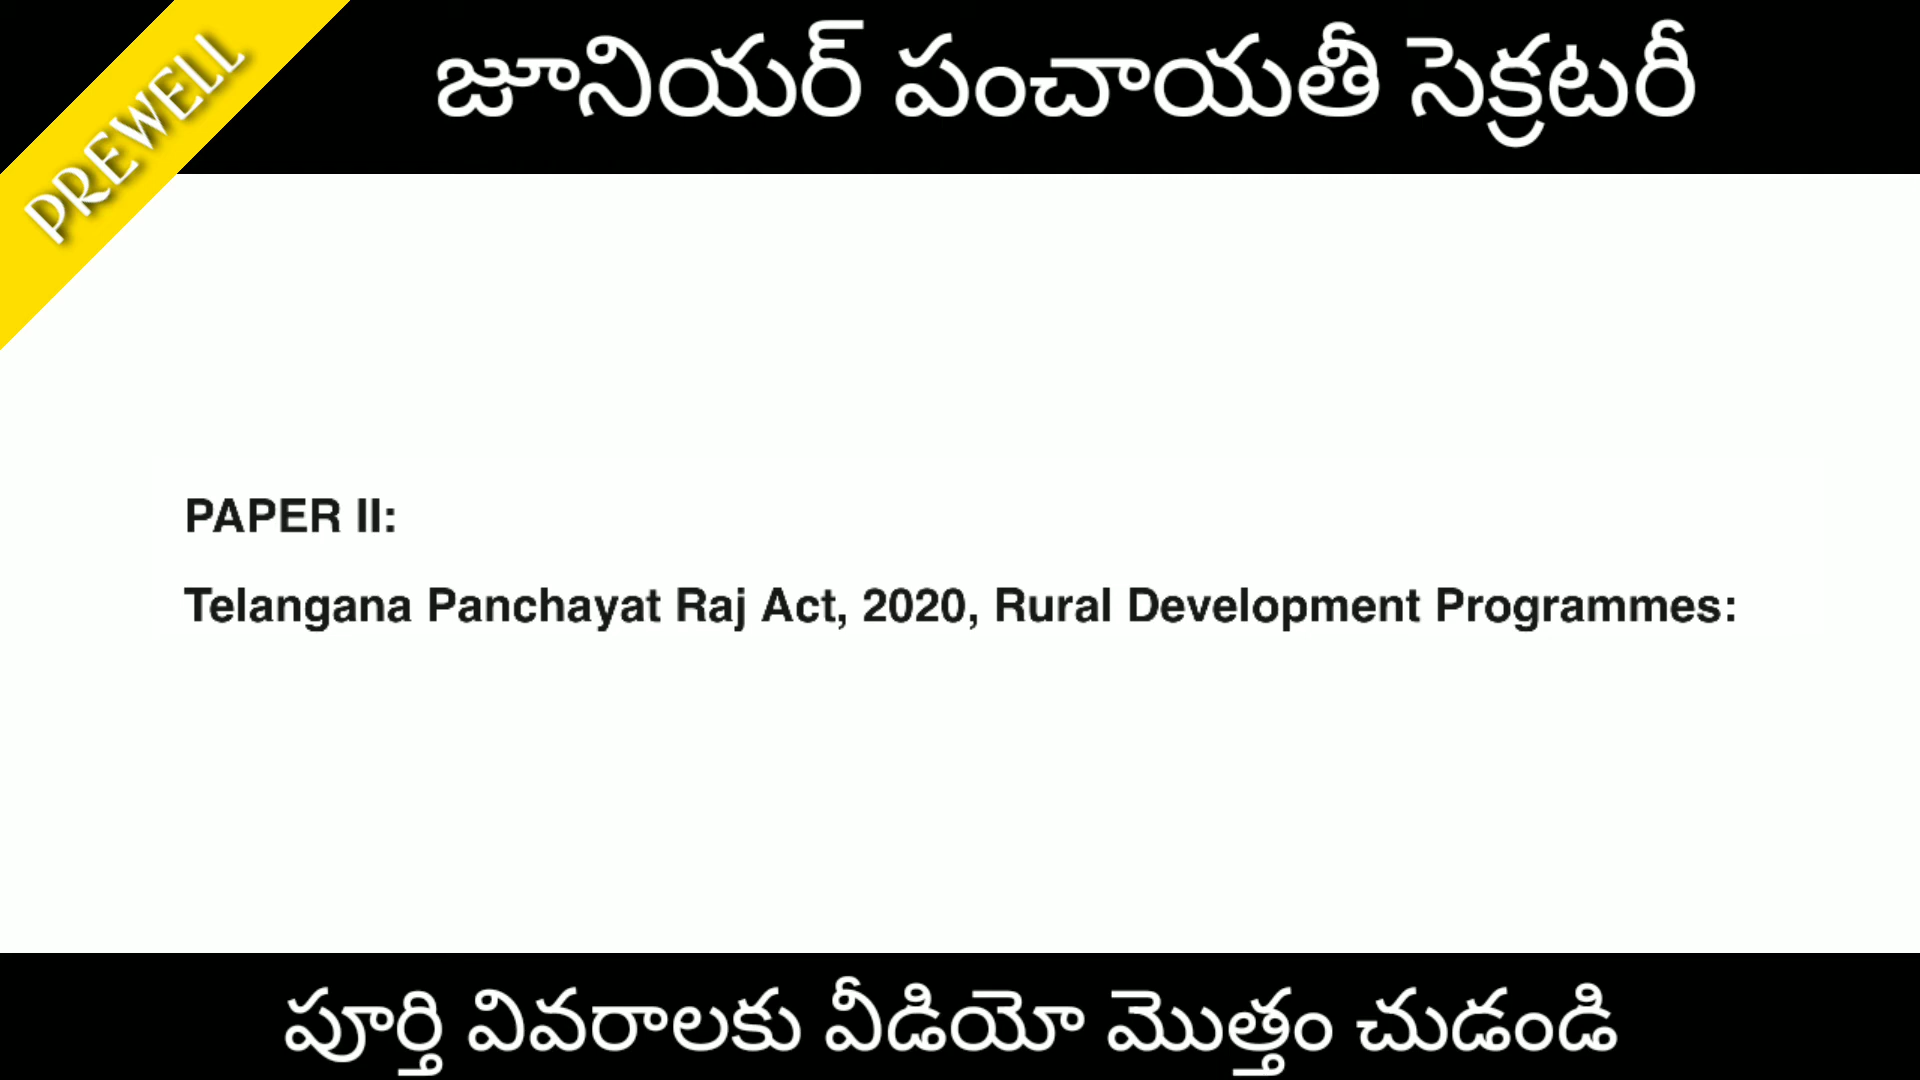 PREWELL
జూనియర్ పంచాయతీ సెక్రటరీ
PAPER II:
Telangana Panchayat Raj Act, 2020, Rural Development Programmes:
పూర్తి వివరాలకు వీడియో మొత్తం చుడండి